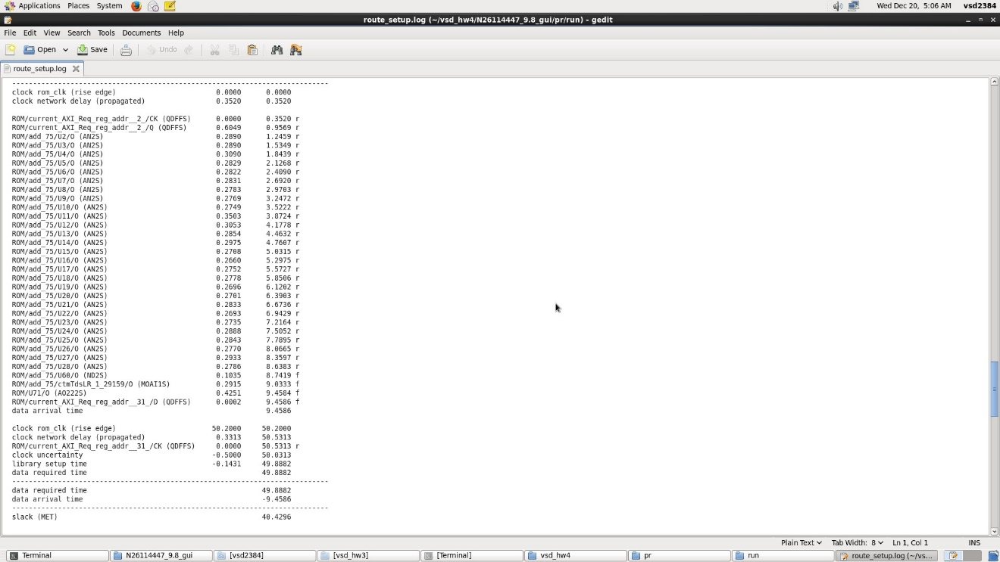 Applications Places System Wed Dec 20, 5:06 AM vsd2384
route_setup.log (~/vsd_hw4/N26114447_9.8_gui/pr/run) - gedit
File Edit View Search Tools Documents Help
Open Save Undo
route_setup.log
--------------------------------------------------------------------------------
clock rom_clk (rise edge) 0.0000 0.0000
clock network delay (propagated) 0.3520 0.3520
ROM/current_AXI_Req_reg_addr__2_/CK (QDFFS) 0.0000 0.3520 r
ROM/current_AXI_Req_reg_addr__2_/Q (QDFFS) 0.6049 0.9569 r
ROM/add_75/U2/O (AN2S) 0.2890 1.2459 r
ROM/add_75/U3/O (AN2S) 0.2890 1.5349 r
ROM/add_75/U4/O (AN2S) 0.3090 1.8439 r
ROM/add_75/U5/O (AN2S) 0.2829 2.1268 r
ROM/add_75/U6/O (AN2S) 0.2822 2.4090 r
ROM/add_75/U7/O (AN2S) 0.2831 2.6920 r
ROM/add_75/U8/O (AN2S) 0.2783 2.9703 r
ROM/add_75/U9/O (AN2S) 0.2769 3.2472 r
ROM/add_75/U10/O (AN2S) 0.2749 3.5222 r
ROM/add_75/U11/O (AN2S) 0.3503 3.8724 r
ROM/add_75/U12/O (AN2S) 0.3053 4.1778 r
ROM/add_75/U13/O (AN2S) 0.2854 4.4632 r
ROM/add_75/U14/O (AN2S) 0.2975 4.7607 r
ROM/add_75/U15/O (AN2S) 0.2708 5.0315 r
ROM/add_75/U16/O (AN2S) 0.2660 5.2975 r
ROM/add_75/U17/O (AN2S) 0.2752 5.5727 r
ROM/add_75/U18/O (AN2S) 0.2778 5.8506 r
ROM/add_75/U19/O (AN2S) 0.2696 6.1202 r
ROM/add_75/U20/O (AN2S) 0.2701 6.3903 r
ROM/add_75/U21/O (AN2S) 0.2833 6.6736 r
ROM/add_75/U22/O (AN2S) 0.2693 6.9429 r
ROM/add_75/U23/O (AN2S) 0.2735 7.2164 r
ROM/add_75/U24/O (AN2S) 0.2888 7.5052 r
ROM/add_75/U25/O (AN2S) 0.2843 7.7895 r
ROM/add_75/U26/O (AN2S) 0.2770 8.0665 r
ROM/add_75/U27/O (AN2S) 0.2933 8.3597 r
ROM/add_75/U28/O (AN2S) 0.2786 8.6383 r
ROM/add_75/U60/O (ND2S) 0.1035 8.7419 f
ROM/add_75/ctmTdsLR_1_29159/O (MOAI1S) 0.2915 9.0333 f
ROM/U71/O (AO222S) 0.4251 9.4584 f
ROM/current_AXI_Req_reg_addr__31_/D (QDFFS) 0.0002 9.4586 f
data arrival time 9.4586
clock rom_clk (rise edge) 50.2000 50.2000
clock network delay (propagated) 0.3313 50.5313
ROM/current_AXI_Req_reg_addr__31_/CK (QDFFS) 0.0000 50.5313 r
clock uncertainty -0.5000 50.0313
library setup time -0.1431 49.8882
data required time 49.8882
--------------------------------------------------------------------------------
data required time 49.8882
data arrival time -9.4586
--------------------------------------------------------------------------------
slack (MET) 40.4296
Plain Text Tab Width: 8 Ln 1, Col 1 INS
Terminal N26114447_9.8_gui [vsd2384] [vsd_hw3] [Terminal] vsd_hw4 pr run route_setup.log (~/vs...